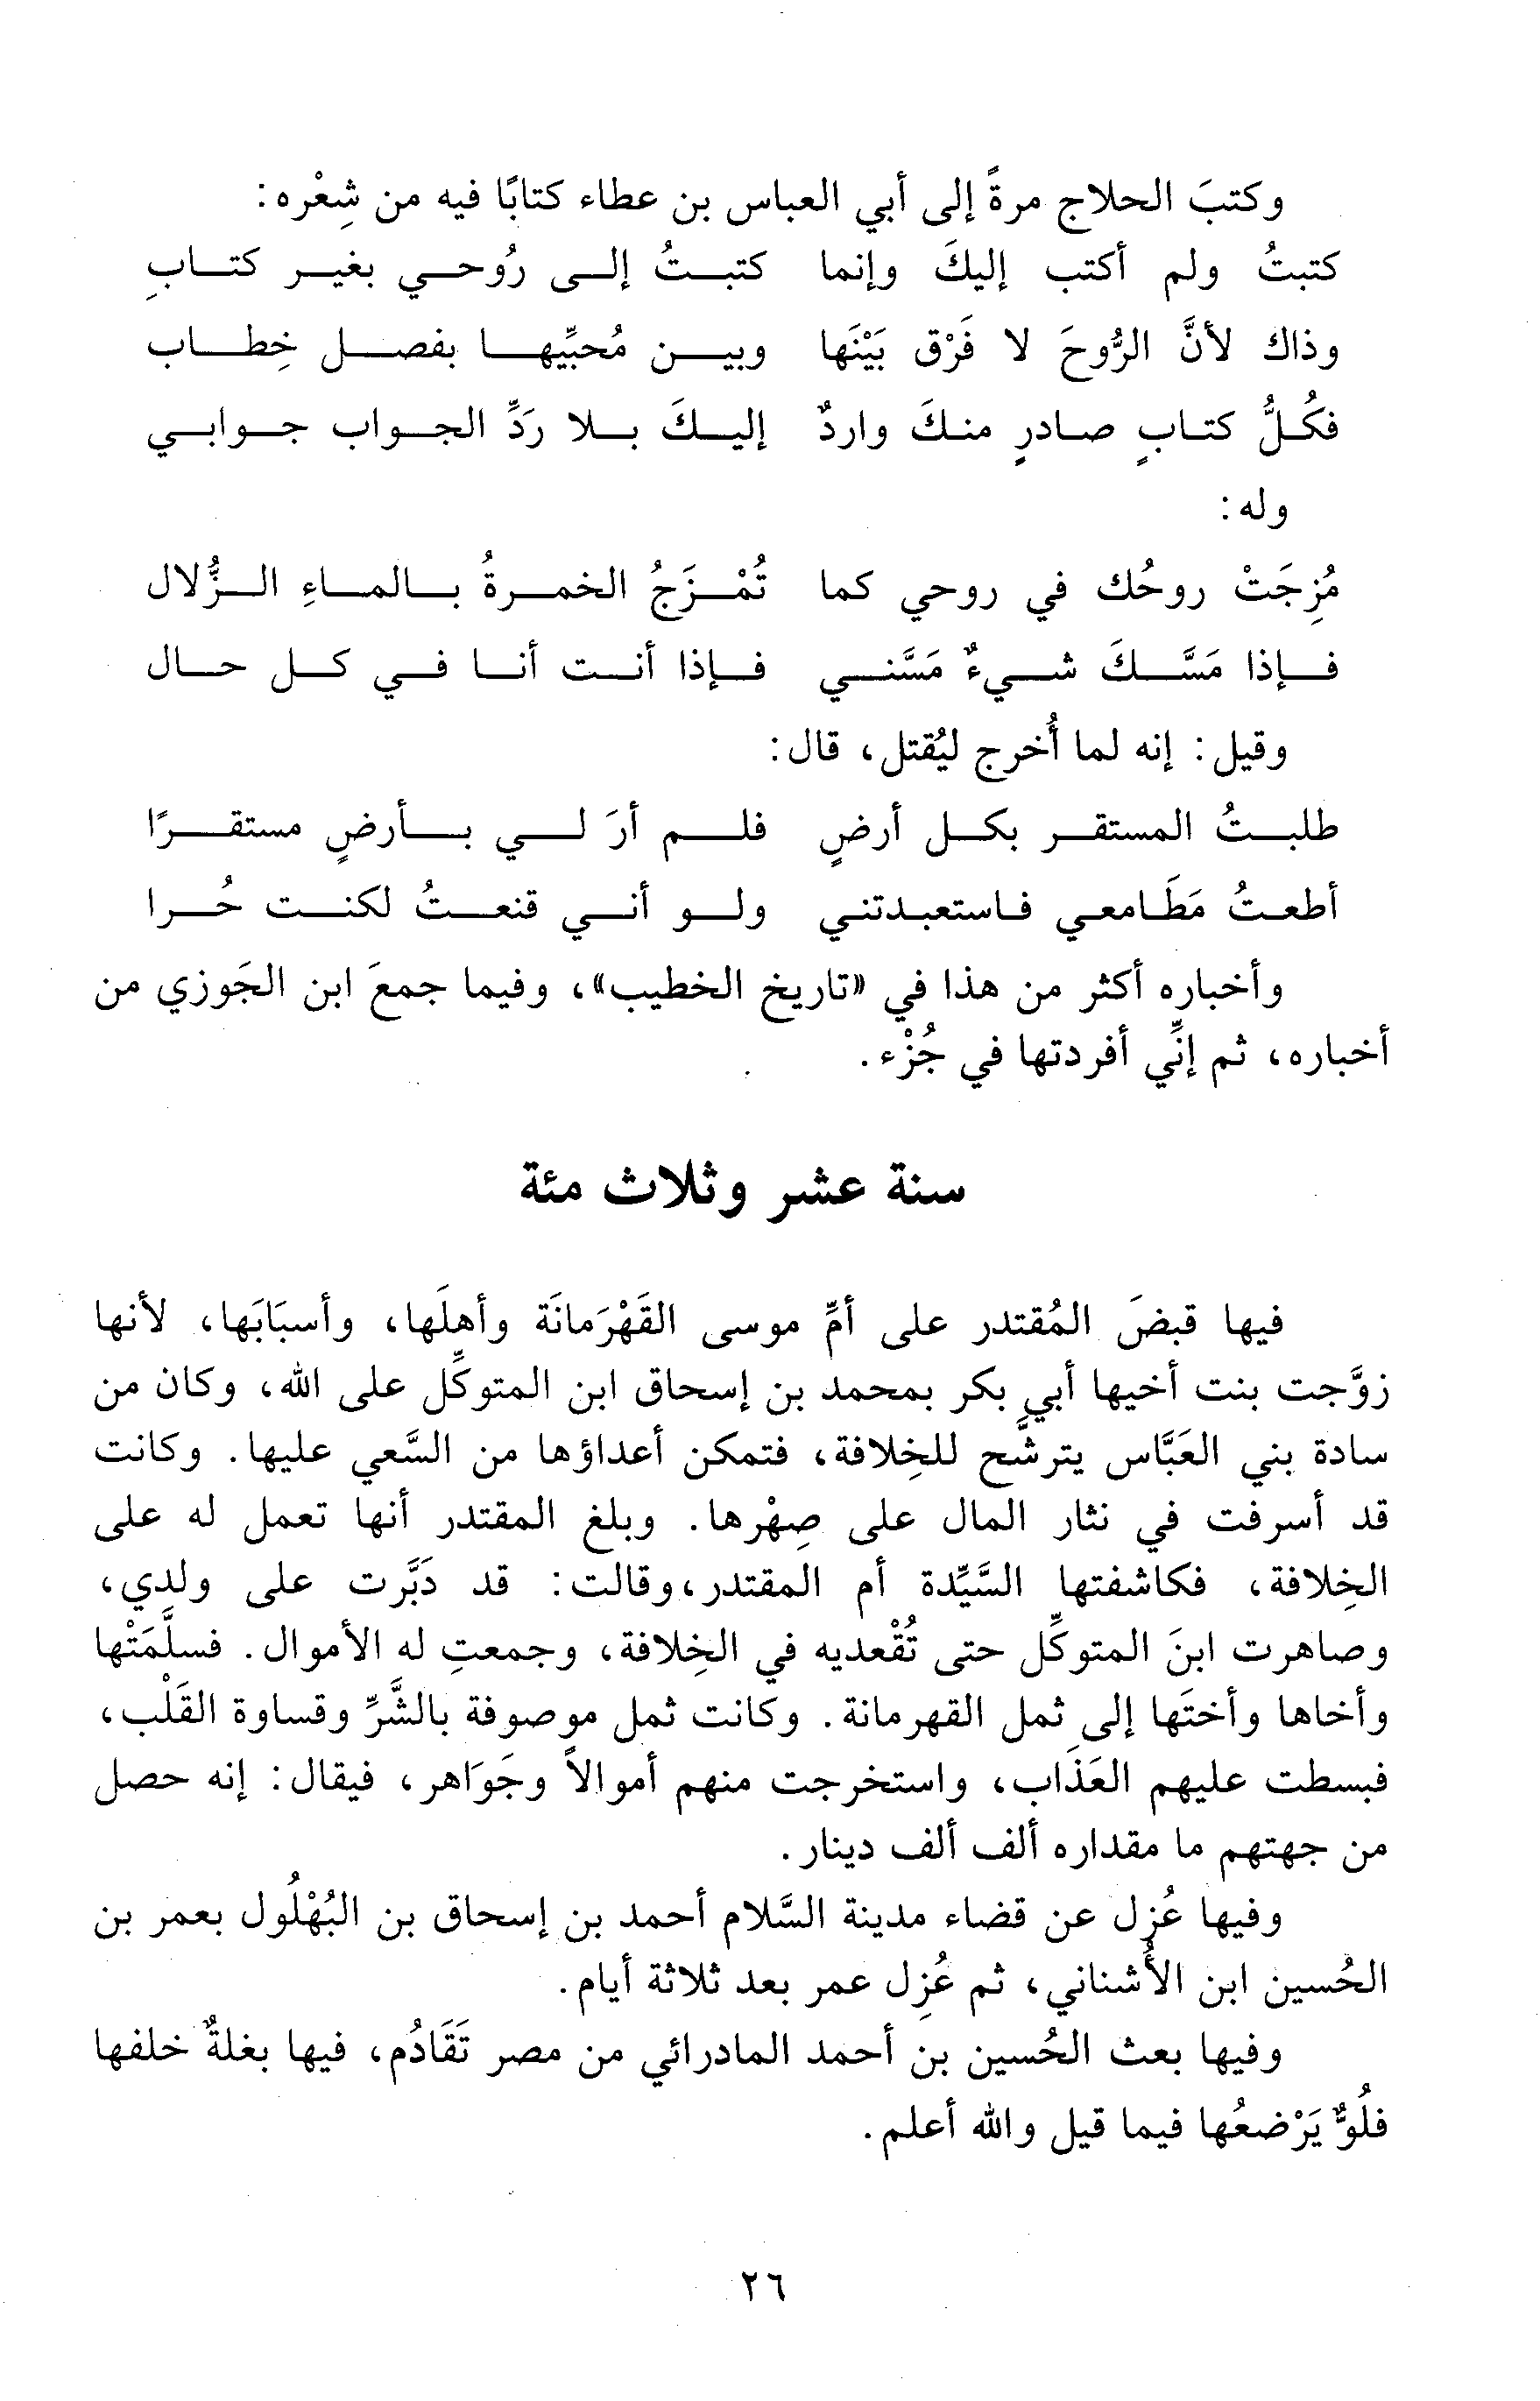 وكتبَ الحلاج مرةً إلى أبي العباس بن عطاء كتابًا فيه من شِعْره:
كتبتُ ولم أكتب إليكَ وإنما كتبتُ إلى رُوحي بغير كتابِ
وذاك لأنَّ الرُّوحَ لا فَرْق بَيْنَها وبين مُحبِّيها بفصل خِطاب
فكُلُّ كتابٍ صادرٍ منكَ واردٌ إليكَ بلا رَدِّ الجواب جوابي
وله:
مُزِجَتْ روحُك في روحي كما تُمْزَجُ الخمرةُ بالماءِ الزُّلال
فإذا مَسَّكَ شيءٌ مَسَّني فإذا أنت أنا في كل حال
وقيل: إنه لما أُخرج ليُقتل، قال:
طلبتُ المستقر بكل أرضٍ فلم أرَ لي بأرضٍ مستقرًا
أطعتُ مَطَامعي فاستعبدتني ولو أني قنعتُ لكنت حُرا
وأخباره أكثر من هذا في «تاريخ الخطيب»، وفيما جمعَ ابن الجَوزي من
أخباره، ثم إنِّي أفردتها في جُزْء.
سنة عشر وثلاث مئة
فيها قبضَ المُقتدر على أمِّ موسى القَهْرَمانَة وأهلَها، وأسبَابَها، لأنها
زوَّجت بنت أخيها أبي بكر بمحمد بن إسحاق ابن المتوكِّل على الله، وكان من
سادة بني العَبَّاس يترشَّح للخِلافة، فتمكن أعداؤها من السَّعي عليها. وكانت
قد أسرفت في نثار المال على صِهْرها. وبلغ المقتدر أنها تعمل له على
الخِلافة، فكاشفتها السَّيِّدة أم المقتدر،وقالت: قد دَبَّرت على ولدِي،
وصاهرت ابنَ المتوكِّل حتى تُقْعديه في الخِلافة، وجمعتِ له الأموال. فسلَّمَتْها
وأخاها وأختَها إلى ثمل القهرمانة. وكانت ثمل موصوفة بالشَّرِّ وقساوة القَلْب،
فبسطت عليهم العَذَاب، واستخرجت منهم أموالاً وجَوَاهر، فيقال: إنه حصل
من جهتهم ما مقداره ألف ألف دينار.
وفيها عُزِل عن قضاء مدينة السَّلام أحمد بن إسحاق بن البُهْلُول بعمر بن
الحُسين ابن الأُشناني، ثم عُزِل عمر بعد ثلاثة أيام.
وفيها بعث الحُسين بن أحمد المادرائي من مصر تَقَادُم، فيها بغلةٌ خلفها
فلُوٌّ يَرْضعُها فيما قيل والله أعلم.
٢٦